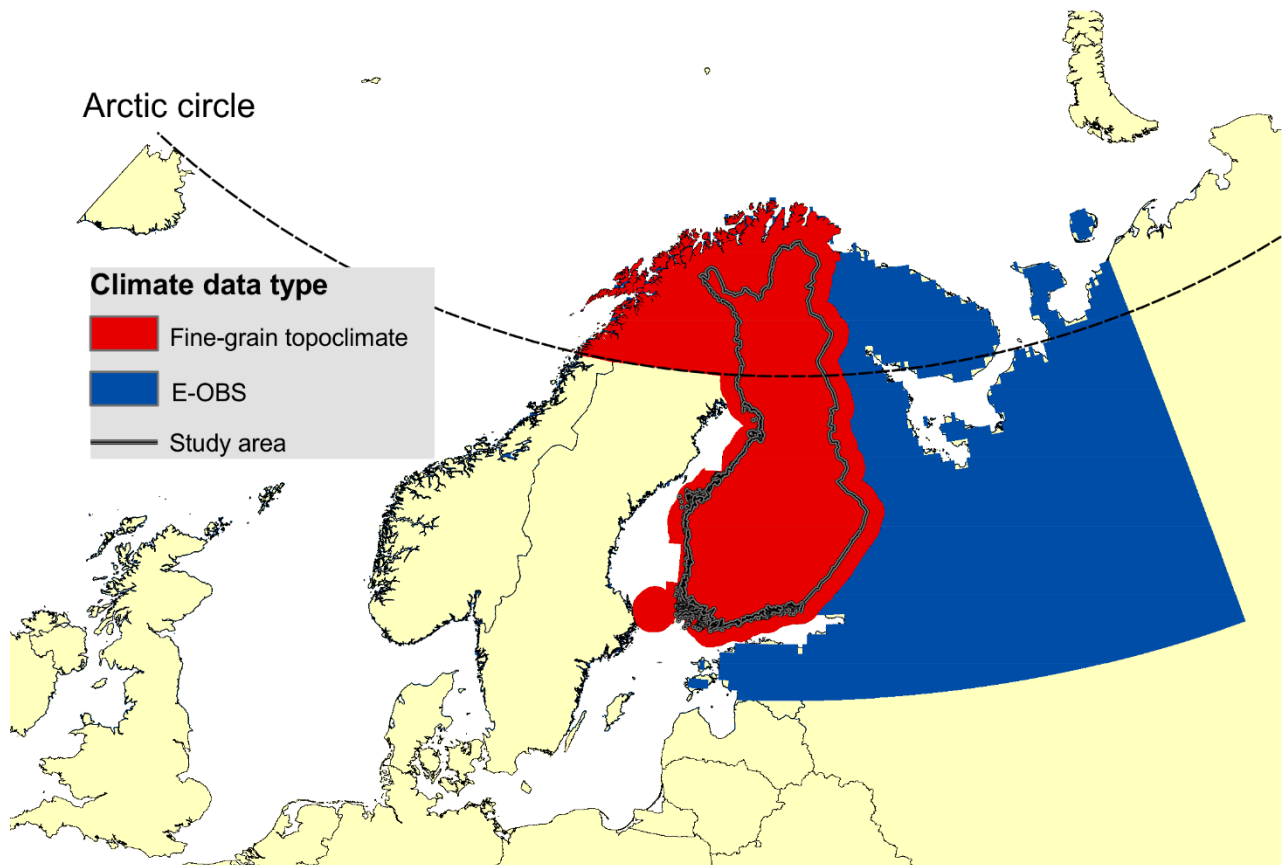 Arctic circle
Climate data type
Fine-grain topoclimate
E-OBS
Study area